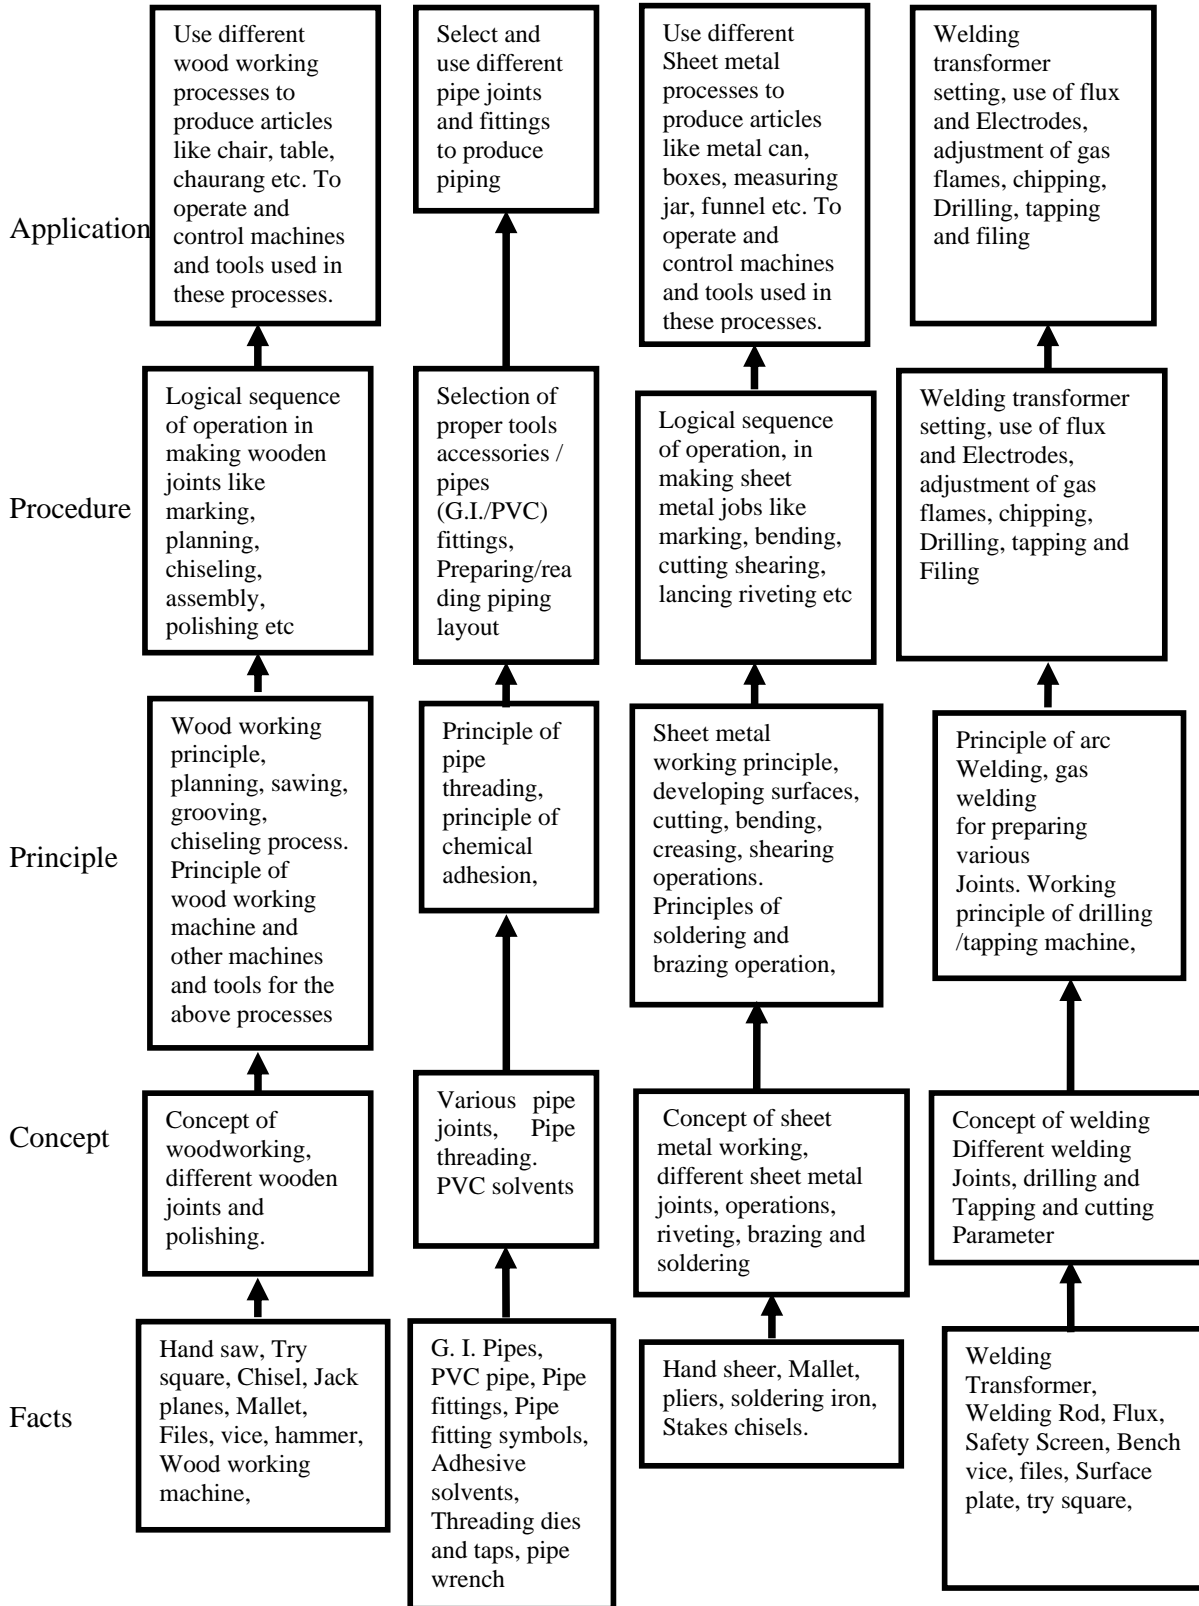 Application
Use different
wood working
processes to
produce articles
like chair, table,
chaurang etc. To
operate and
control machines
and tools used in
these processes.
Select and
use different
pipe joints
and fittings
to produce
piping
Use different
Sheet metal
processes to
produce articles
like metal can,
boxes, measuring
jar, funnel etc. To
operate and
control machines
and tools used in
these processes.
Welding
transformer
setting, use of flux
and Electrodes,
adjustment of gas
flames, chipping,
Drilling, tapping
and filing
Procedure
Logical sequence
of operation in
making wooden
joints like
marking,
planning,
chiseling,
assembly,
polishing etc
Selection of
proper tools
accessories /
pipes
(G.I./PVC)
fittings,
Preparing/rea
ding piping
layout
Logical sequence
of operation, in
making sheet
metal jobs like
marking, bending,
cutting shearing,
lancing riveting etc
Welding transformer
setting, use of flux
and Electrodes,
adjustment of gas
flames, chipping,
Drilling, tapping and
Filing
Principle
Wood working
principle,
planning, sawing,
grooving,
chiseling process.
Principle of
wood working
machine and
other machines
and tools for the
above processes
Principle of
pipe
threading,
principle of
chemical
adhesion,
Sheet metal
working principle,
developing surfaces,
cutting, bending,
creasing, shearing
operations.
Principles of
soldering and
brazing operation,
Principle of arc
Welding, gas
welding
for preparing
various
Joints. Working
principle of drilling
/tapping machine,
Concept
Concept of
woodworking,
different wooden
joints and
polishing.
Various pipe
joints, Pipe
threading.
PVC solvents
Concept of sheet
metal working,
different sheet metal
joints, operations,
riveting, brazing and
soldering
Concept of welding
Different welding
Joints, drilling and
Tapping and cutting
Parameter
Facts
Hand saw, Try
square, Chisel, Jack
planes, Mallet,
Files, vice, hammer,
Wood working
machine,
G. I. Pipes,
PVC pipe, Pipe
fittings, Pipe
fitting symbols,
Adhesive
solvents,
Threading dies
and taps, pipe
wrench
Hand sheer, Mallet,
pliers, soldering iron,
Stakes chisels.
Welding
Transformer,
Welding Rod, Flux,
Safety Screen, Bench
vice, files, Surface
plate, try square,